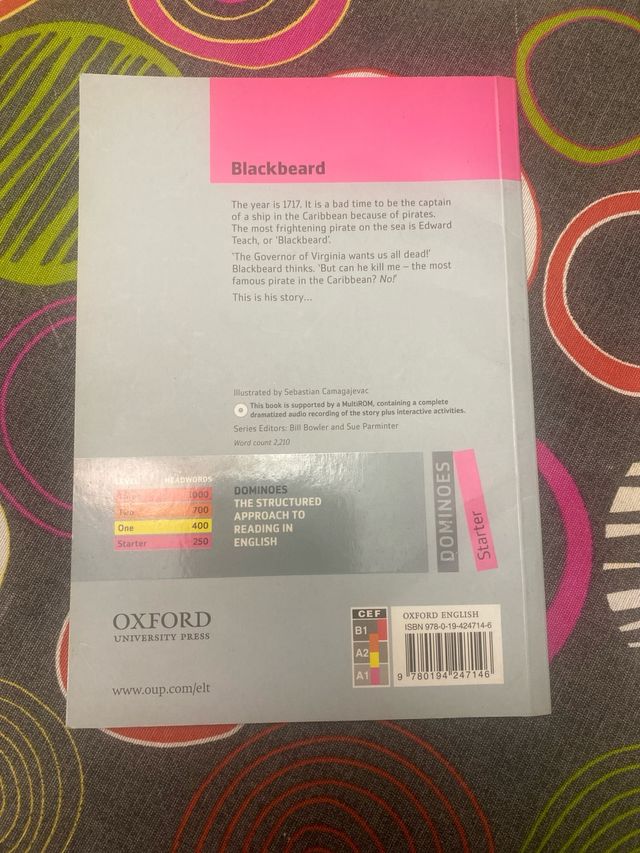 Blackbeard
The year is 1717. It is a bad time to be the captain
of a ship in the Caribbean because of pirates.
The most frightening pirate on the sea is Edward
Teach, or 'Blackbeard'.
'The Governor of Virginia wants us all dead!'
Blackbeard thinks. 'But can he kill me – the most
famous pirate in the Caribbean? No!'
This is his story...
Illustrated by Sebastian Camagajevac
This book is supported by a MultiROM, containing a complete
dramatized audio recording of the story plus interactive activities.
Series Editors: Bill Bowler and Sue Parminter
Word count 2,210
LEVEL HEADWORDS
Three 1000
Two 700
One 400
Starter 250
DOMINOES
THE STRUCTURED
APPROACH TO
READING IN
ENGLISH
DOMINOES
Starter
OXFORD
UNIVERSITY PRESS
www.oup.com/elt
CEF
B1
A2
A1
OXFORD ENGLISH
ISBN 978-0-19-424714-6
9 780194 247146